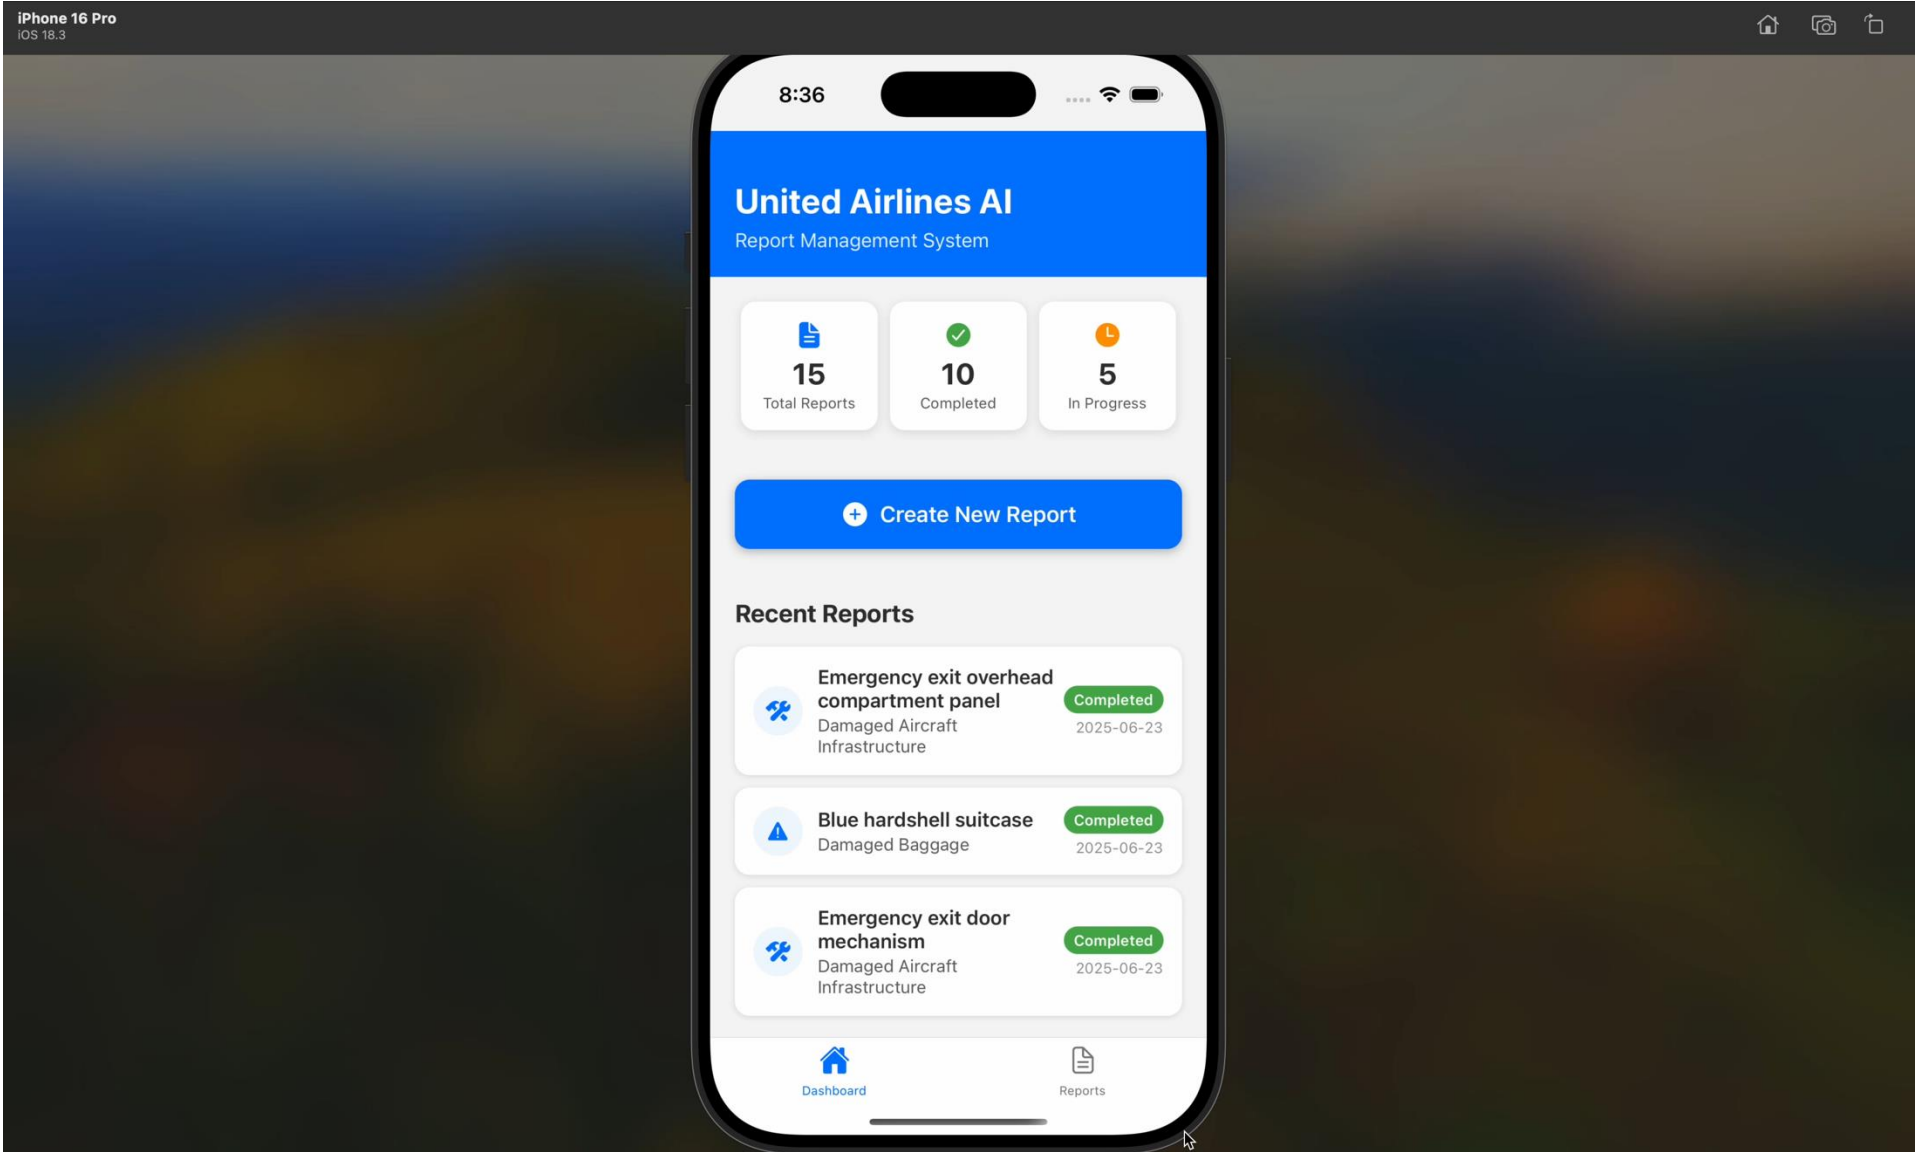 iPhone 16 Pro
iOS 18.3
8:36
United Airlines AI
Report Management System
15
Total Reports
10
Completed
5
In Progress
Create New Report
Recent Reports
Emergency exit overhead
compartment panel
Damaged Aircraft
Infrastructure
Completed
2025-06-23
Blue hardshell suitcase
Damaged Baggage
Completed
2025-06-23
Emergency exit door
mechanism
Damaged Aircraft
Infrastructure
Completed
2025-06-23
Dashboard
Reports